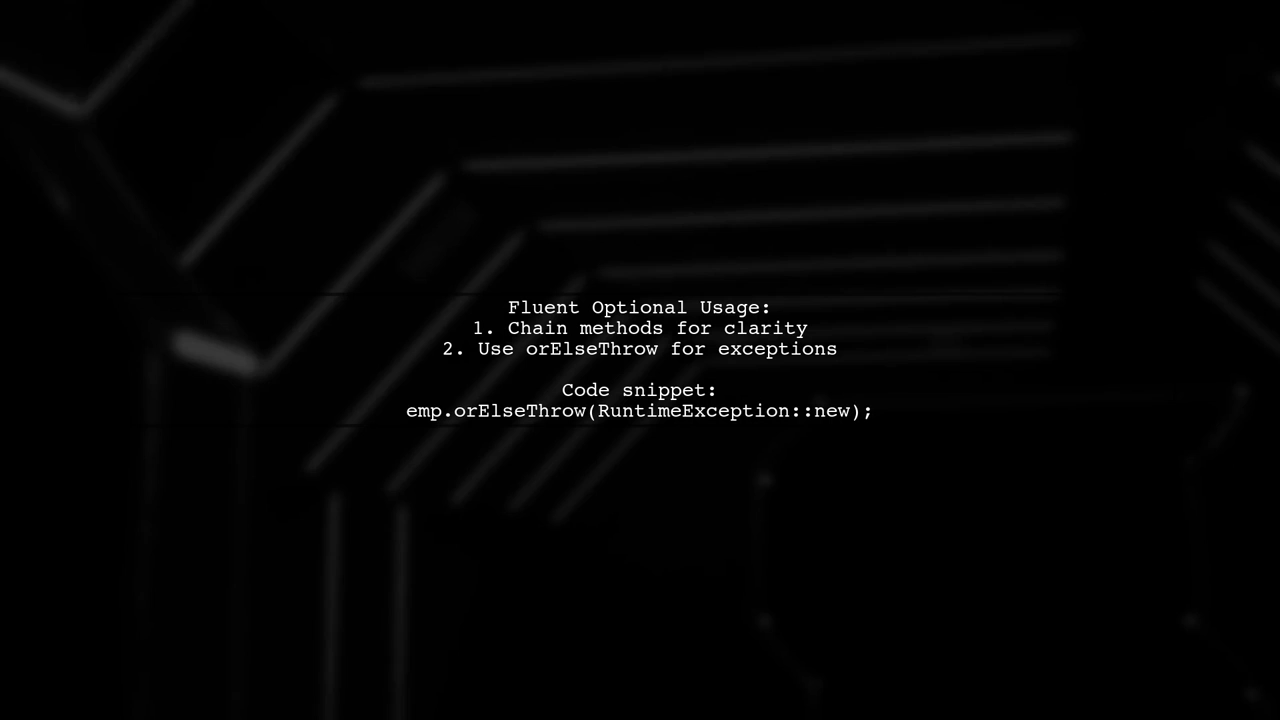 Fluent Optional Usage:
1. Chain methods for clarity
2. Use orElseThrow for exceptions
Code snippet:
emp.orElseThrow(RuntimeException::new);